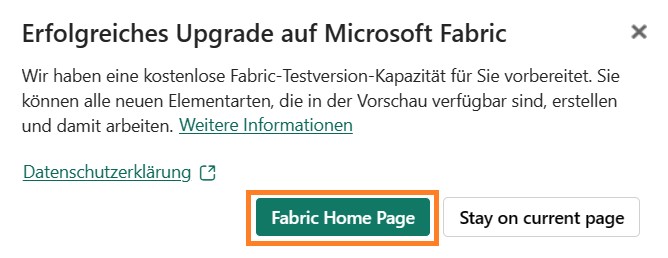 Erfolgreiches Upgrade auf Microsoft Fabric
Wir haben eine kostenlose Fabric-Testversion-Kapazität für Sie vorbereitet. Sie
können alle neuen Elementarten, die in der Vorschau verfügbar sind, erstellen
und damit arbeiten. Weitere Informationen
Datenschutzerklärung
Fabric Home Page
Stay on current page